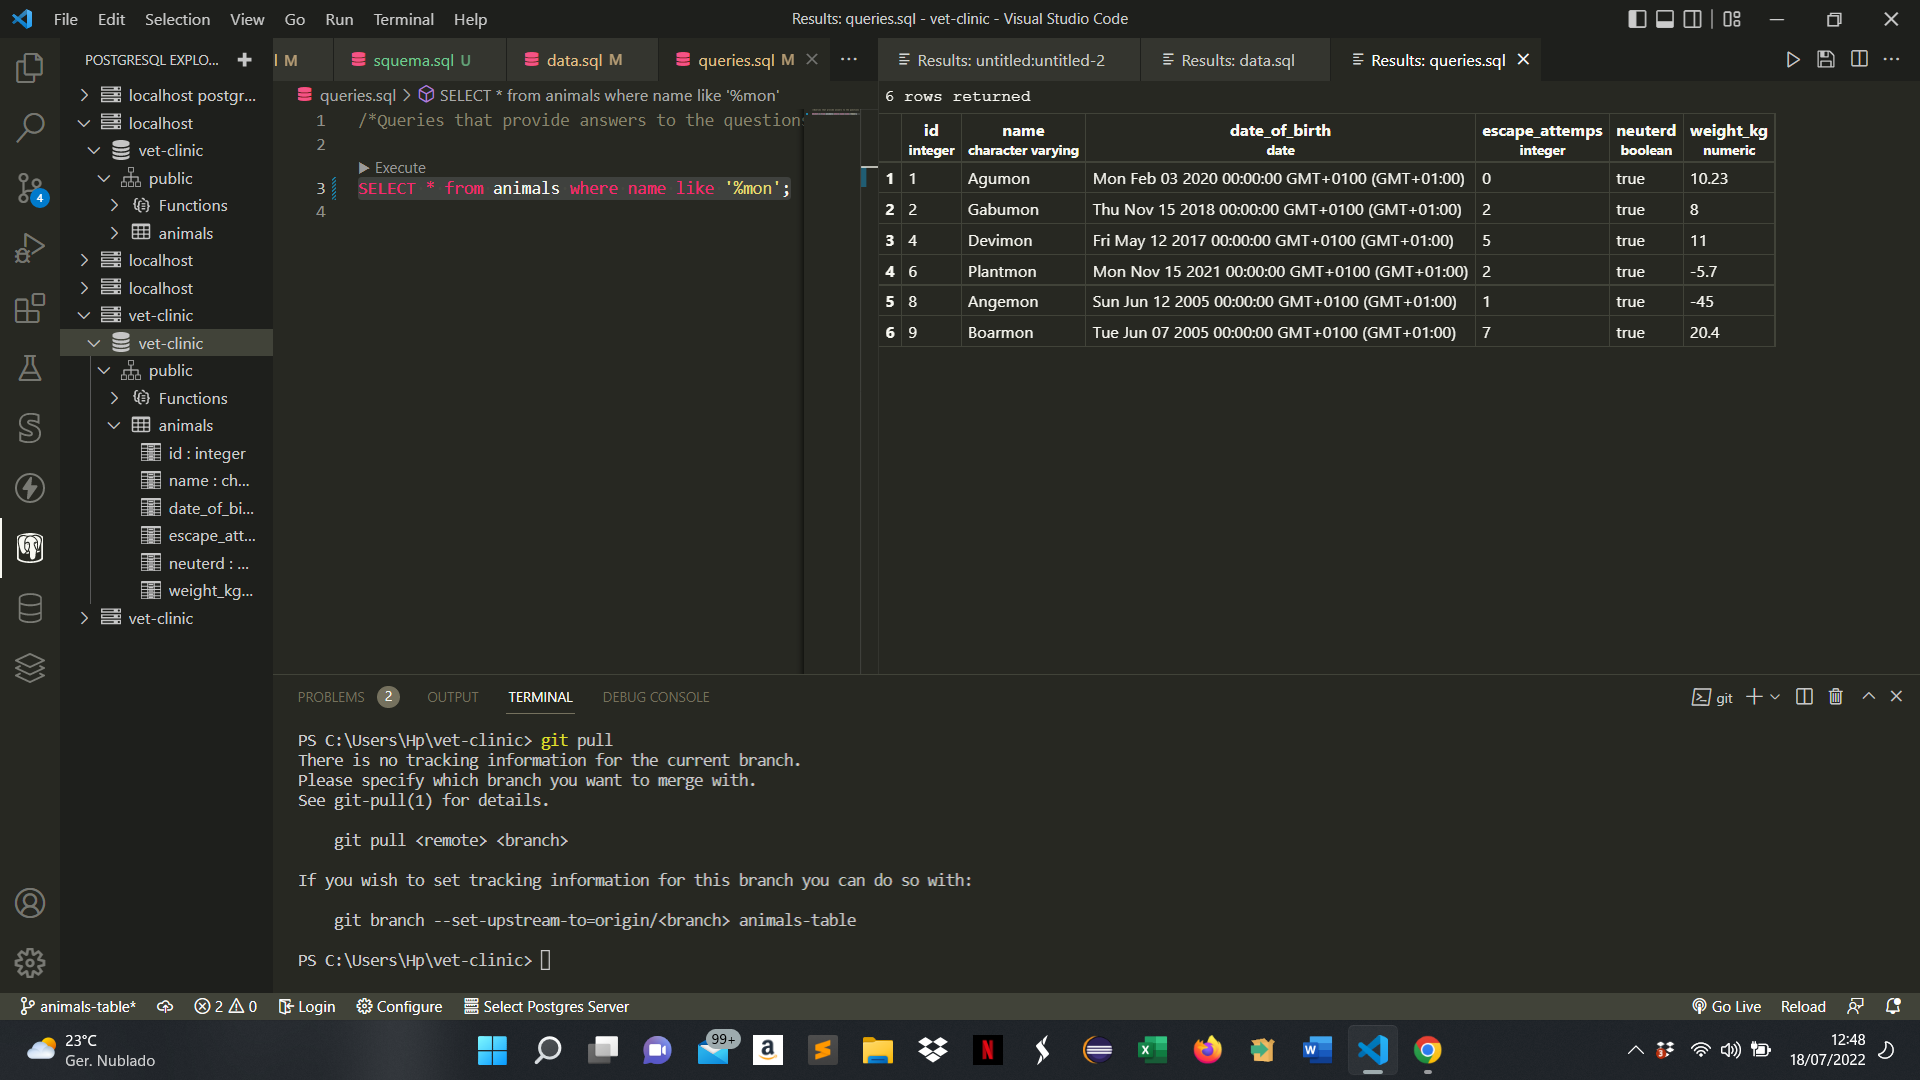 File Edit Selection View Go Run Terminal Help
Results: queries.sql - vet-clinic - Visual Studio Code
POSTGRESQL EXPLO...
localhost postgr...
localhost
vet-clinic
public
Functions
animals
localhost
localhost
vet-clinic
vet-clinic
public
Functions
animals
id : integer
name : ch...
date_of_bi...
escape_att...
neuterd : ...
weight_kg...
vet-clinic
4
l M
squema.sql U
data.sql M
queries.sql M
queries.sql > SELECT * from animals where name like '%mon'
1 /*Queries that provide answers to the question
2
Execute
3 SELECT * from animals where name like '%mon';
4
Results: untitled:untitled-2
Results: data.sql
Results: queries.sql
6 rows returned
id name date_of_birth escape_attemps neuterd weight_kg
integer character varying date integer boolean numeric
1 1 Agumon Mon Feb 03 2020 00:00:00 GMT+0100 (GMT+01:00) 0 true 10.23
2 2 Gabumon Thu Nov 15 2018 00:00:00 GMT+0100 (GMT+01:00) 2 true 8
3 4 Devimon Fri May 12 2017 00:00:00 GMT+0100 (GMT+01:00) 5 true 11
4 6 Plantmon Mon Nov 15 2021 00:00:00 GMT+0100 (GMT+01:00) 2 true -5.7
5 8 Angemon Sun Jun 12 2005 00:00:00 GMT+0100 (GMT+01:00) 1 true -45
6 9 Boarmon Tue Jun 07 2005 00:00:00 GMT+0100 (GMT+01:00) 7 true 20.4
PROBLEMS 2 OUTPUT TERMINAL DEBUG CONSOLE
git
PS C:\Users\Hp\vet-clinic> git pull
There is no tracking information for the current branch.
Please specify which branch you want to merge with.
See git-pull(1) for details.
git pull <remote> <branch>
If you wish to set tracking information for this branch you can do so with:
git branch --set-upstream-to=origin/<branch> animals-table
PS C:\Users\Hp\vet-clinic>
animals-table* 2 0 Login Configure Select Postgres Server
Go Live Reload
23°C
Ger. Nublado
99+
a
N
W
3
12:48
18/07/2022